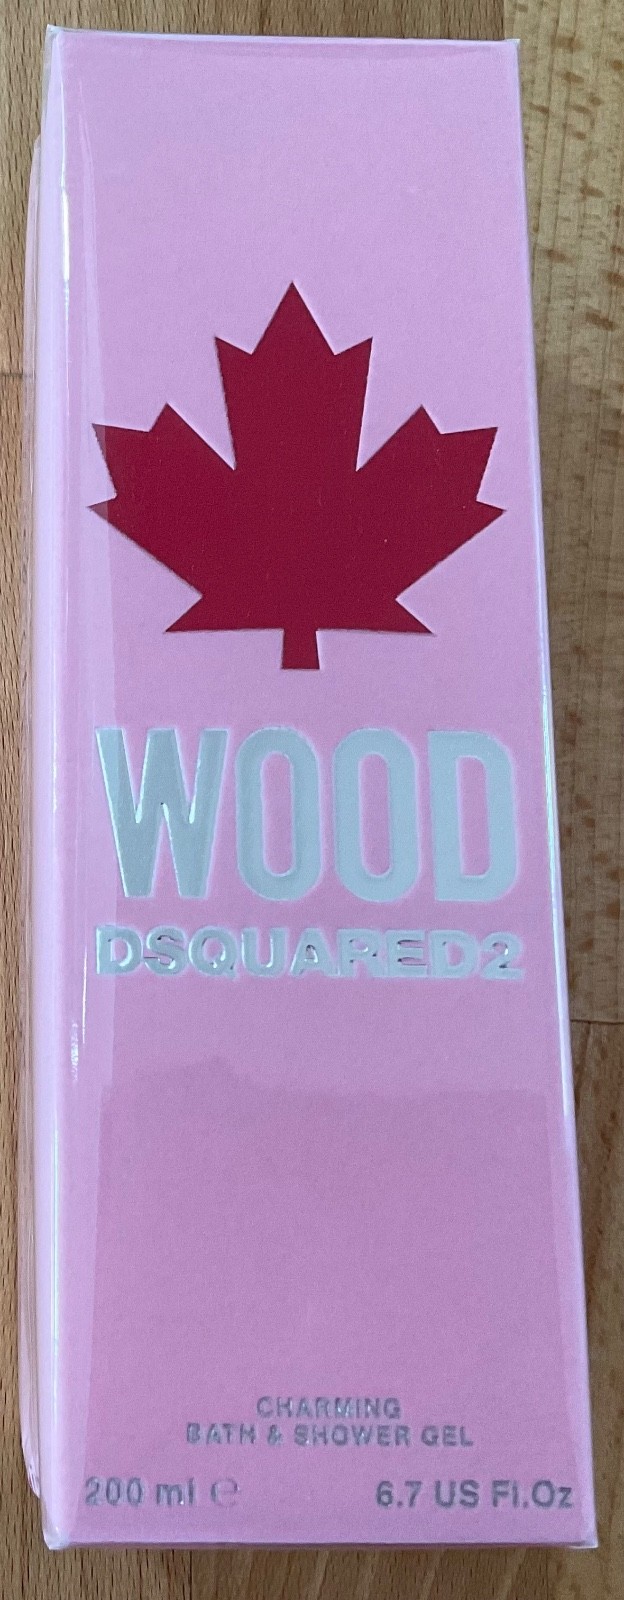 WOOD
DSQUARED2
CHARMING
BATH & SHOWER GEL
200 ml ℮ 6.7 US Fl.Oz